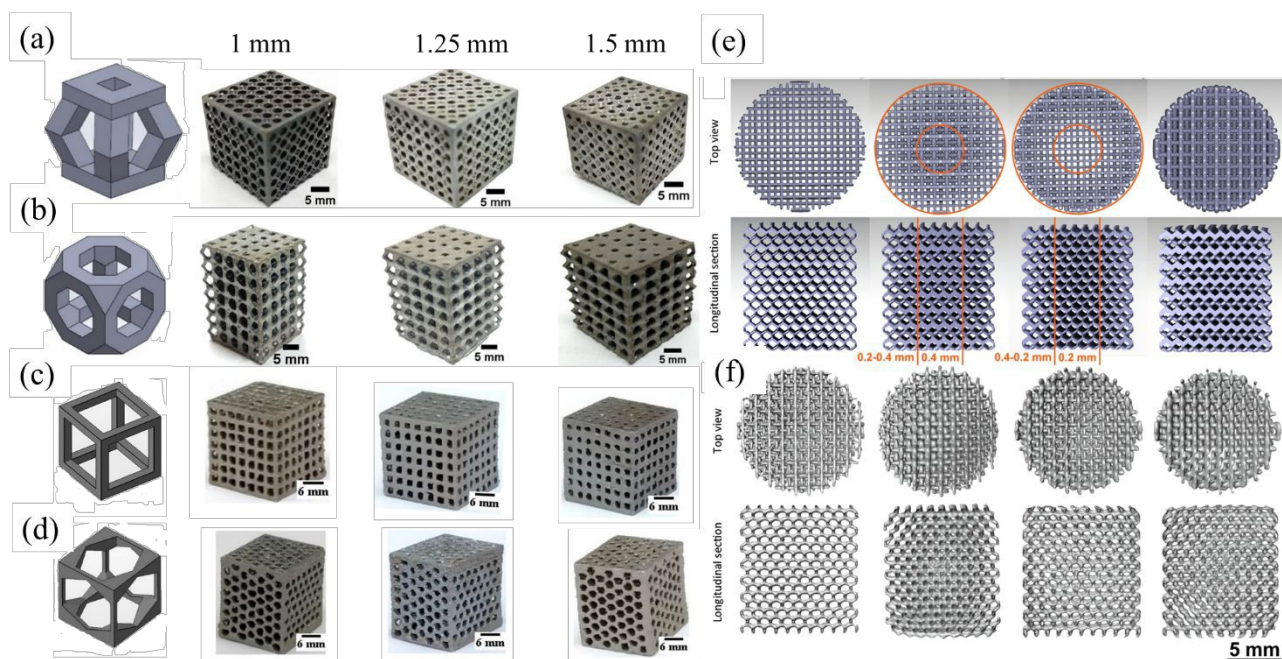 (a)
1 mm
1.25 mm
1.5 mm
(e)
5 mm
5 mm
5 mm
Top view
(b)
5 mm
5 mm
5 mm
Longitudinal section
0.2-0.4 mm
0.4 mm
0.4-0.2 mm
0.2 mm
(c)
6 mm
6 mm
6 mm
(f)
Top view
(d)
6 mm
6 mm
6 mm
Longitudinal section
5 mm